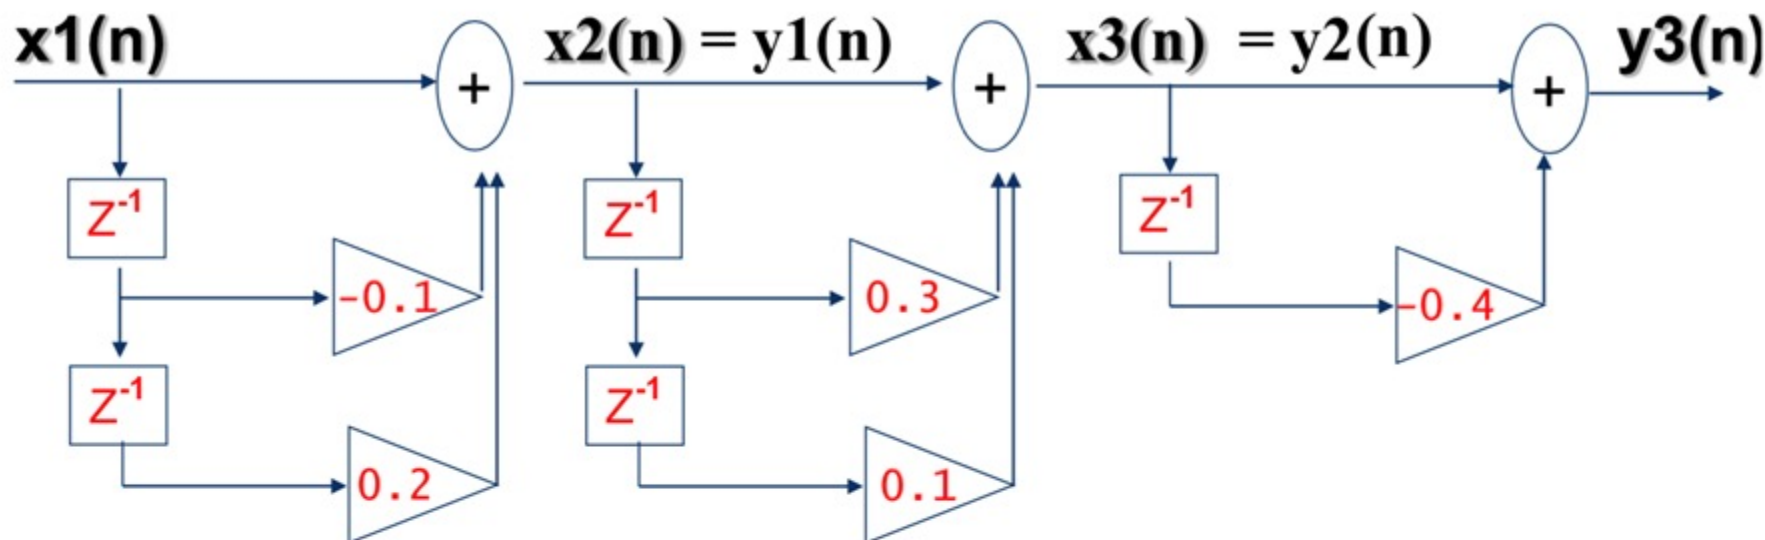 x1(n)
+
x2(n) = y1(n)
+
x3(n) = y2(n)
+
y3(n)
Z-1
Z-1
Z-1
-0.1
0.3
-0.4
Z-1
Z-1
0.2
0.1